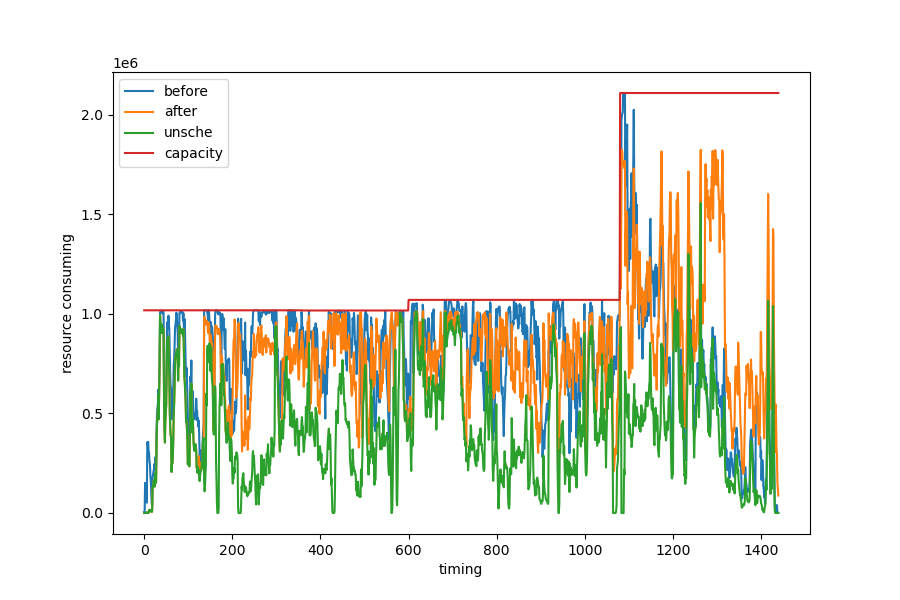 1e6
before
after
unsche
capacity
2.0
1.5
1.0
0.5
0.0
resource consuming
0 200 400 600 800 1000 1200 1400
timing